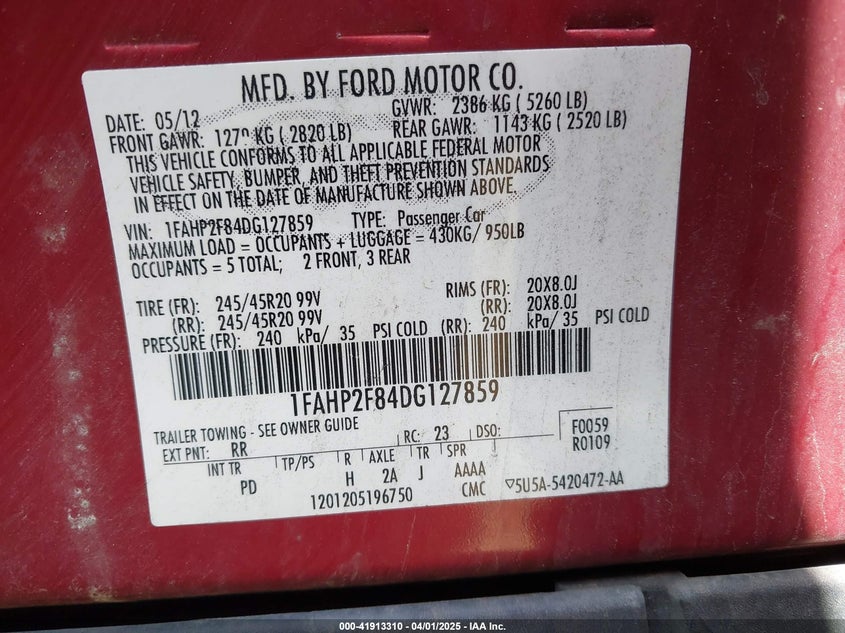 MFD. BY FORD MOTOR CO.
DATE: 05/12 GVWR: 2386 KG ( 5260 LB)
FRONT GAWR: KG ( 2820 LB) REAR GAWR: 1143 KG ( 2520 LB)
THIS VEHICLE CONFORMS TO ALL APPLICABLE FEDERAL MOTOR
VEHICLE SAFETY, BUMPER, AND THEFT PREVENTION STANDARDS
IN EFFECT ON THE DATE OF MANUFACTURE SHOWN ABOVE.
VIN: 1FAHP2F84DG127859 TYPE: Passenger Car
MAXIMUM LOAD = OCCUPANTS + LUGGAGE = 430KG/ 950LB
OCCUPANTS = 5 TOTAL; 2 FRONT, 3 REAR
TIRE (FR): 245/45R20 99V RIMS (FR): 20X8.0J
(RR): 245/45R20 99V (RR): 20X8.0J
PRESSURE (FR): 240 kPa/ 35 PSI COLD (RR): 240 kPa/ 35 PSI COLD
1FAHP2F84DG127859
TRAILER TOWING - SEE OWNER GUIDE
EXT PNT: RR RC: 23 DSO: F0059
R0109
INT TR TP/PS R AXLE TR SPR
PD H 2A J AAAA
1201205196750 CMC ▽5U5A-5420472-AA
000-41913310 - 04/01/2025 - IAA Inc.